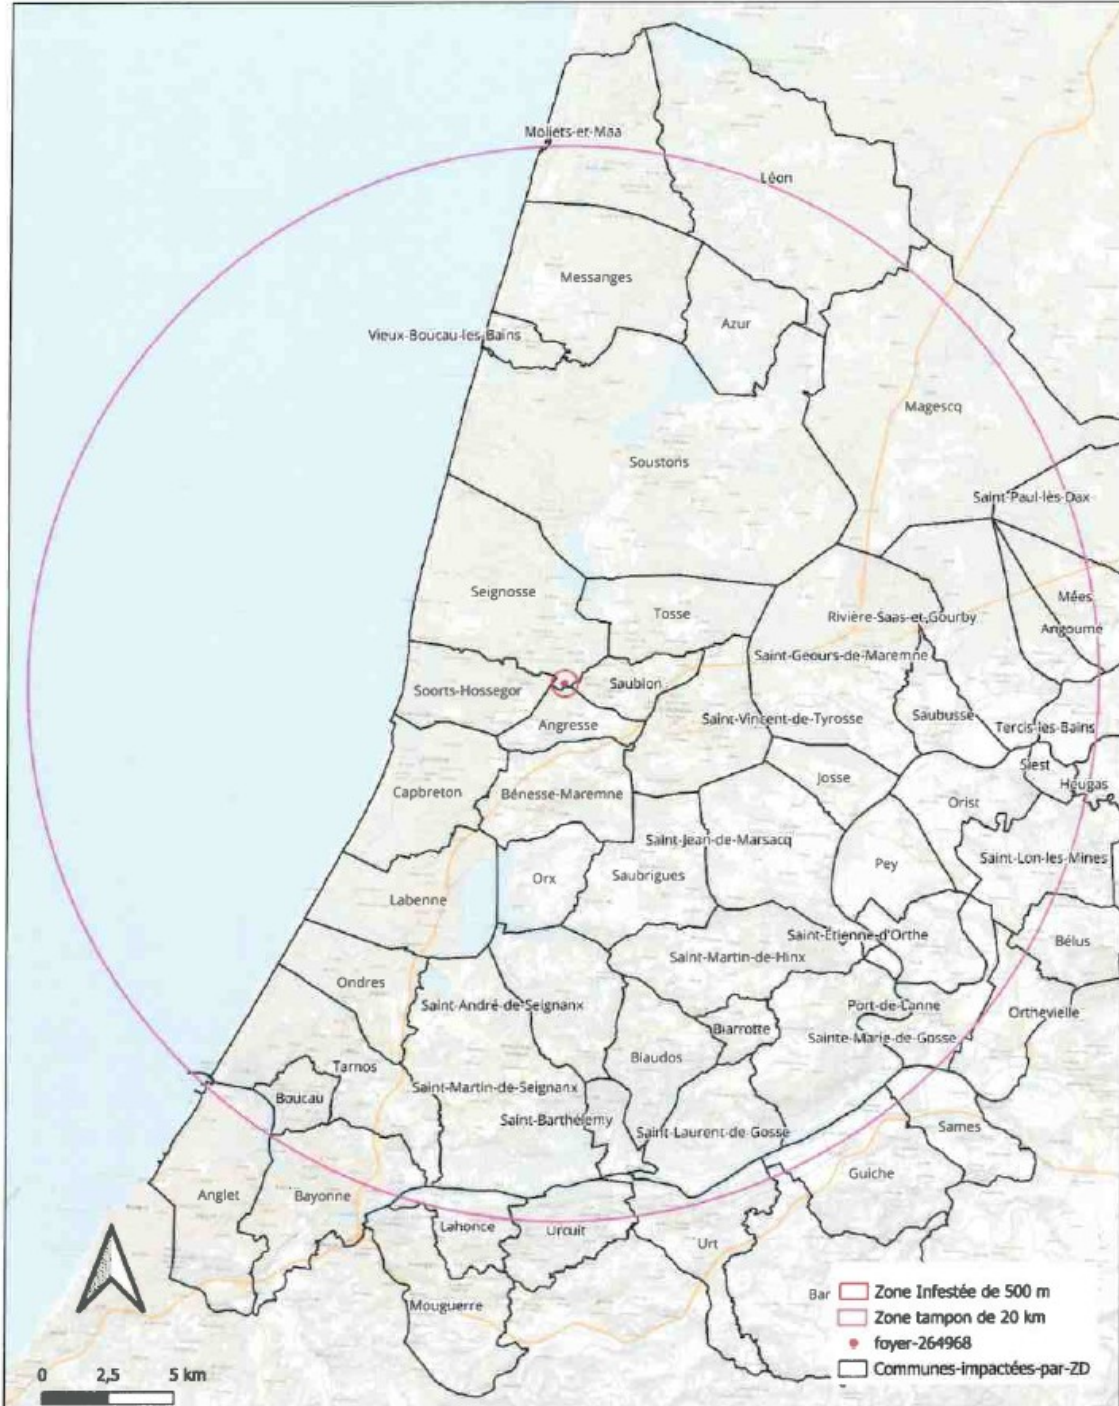 Moliets-et-Maa
Léon
Messanges
Azur
Vieux-Boucau-les-Bains
Magescq
Soustons
Saint-Paul-lès-Dax
Seignosse
Tosse
Mées
Rivière-Saas-et-Gourby
Angoumé
Saint-Geours-de-Maremne
Soorts-Hossegor
Saubion
Saubusse
Saint-Vincent-de-Tyrosse
Angresse
Tercis-les-Bains
Siest
Heugas
Capbreton
Bénesse-Maremne
Josse
Orist
Saint-Jean-de-Marsacq
Saint-Lon-les-Mines
Pey
Orx
Saubrigues
Labenne
Saint-Etienne-d'Orthe
Bélus
Saint-Martin-de-Hinx
Ondres
Saint-André-de-Seignanx
Port-de-Lanne
Orthevielle
Biarrotte
Sainte-Marie-de-Gosse
Biaudos
Tarnos
Saint-Martin-de-Seignanx
Boucau
Saint-Barthélemy
Sames
Saint-Laurent-de-Gosse
Guiche
Anglet
Bayonne
Lahonce
Urcuit
Urt
Mouguerre
Bar
Zone Infestée de 500 m
Zone tampon de 20 km
foyer-264968
Communes-impactées-par-ZD
0 2,5 5 km